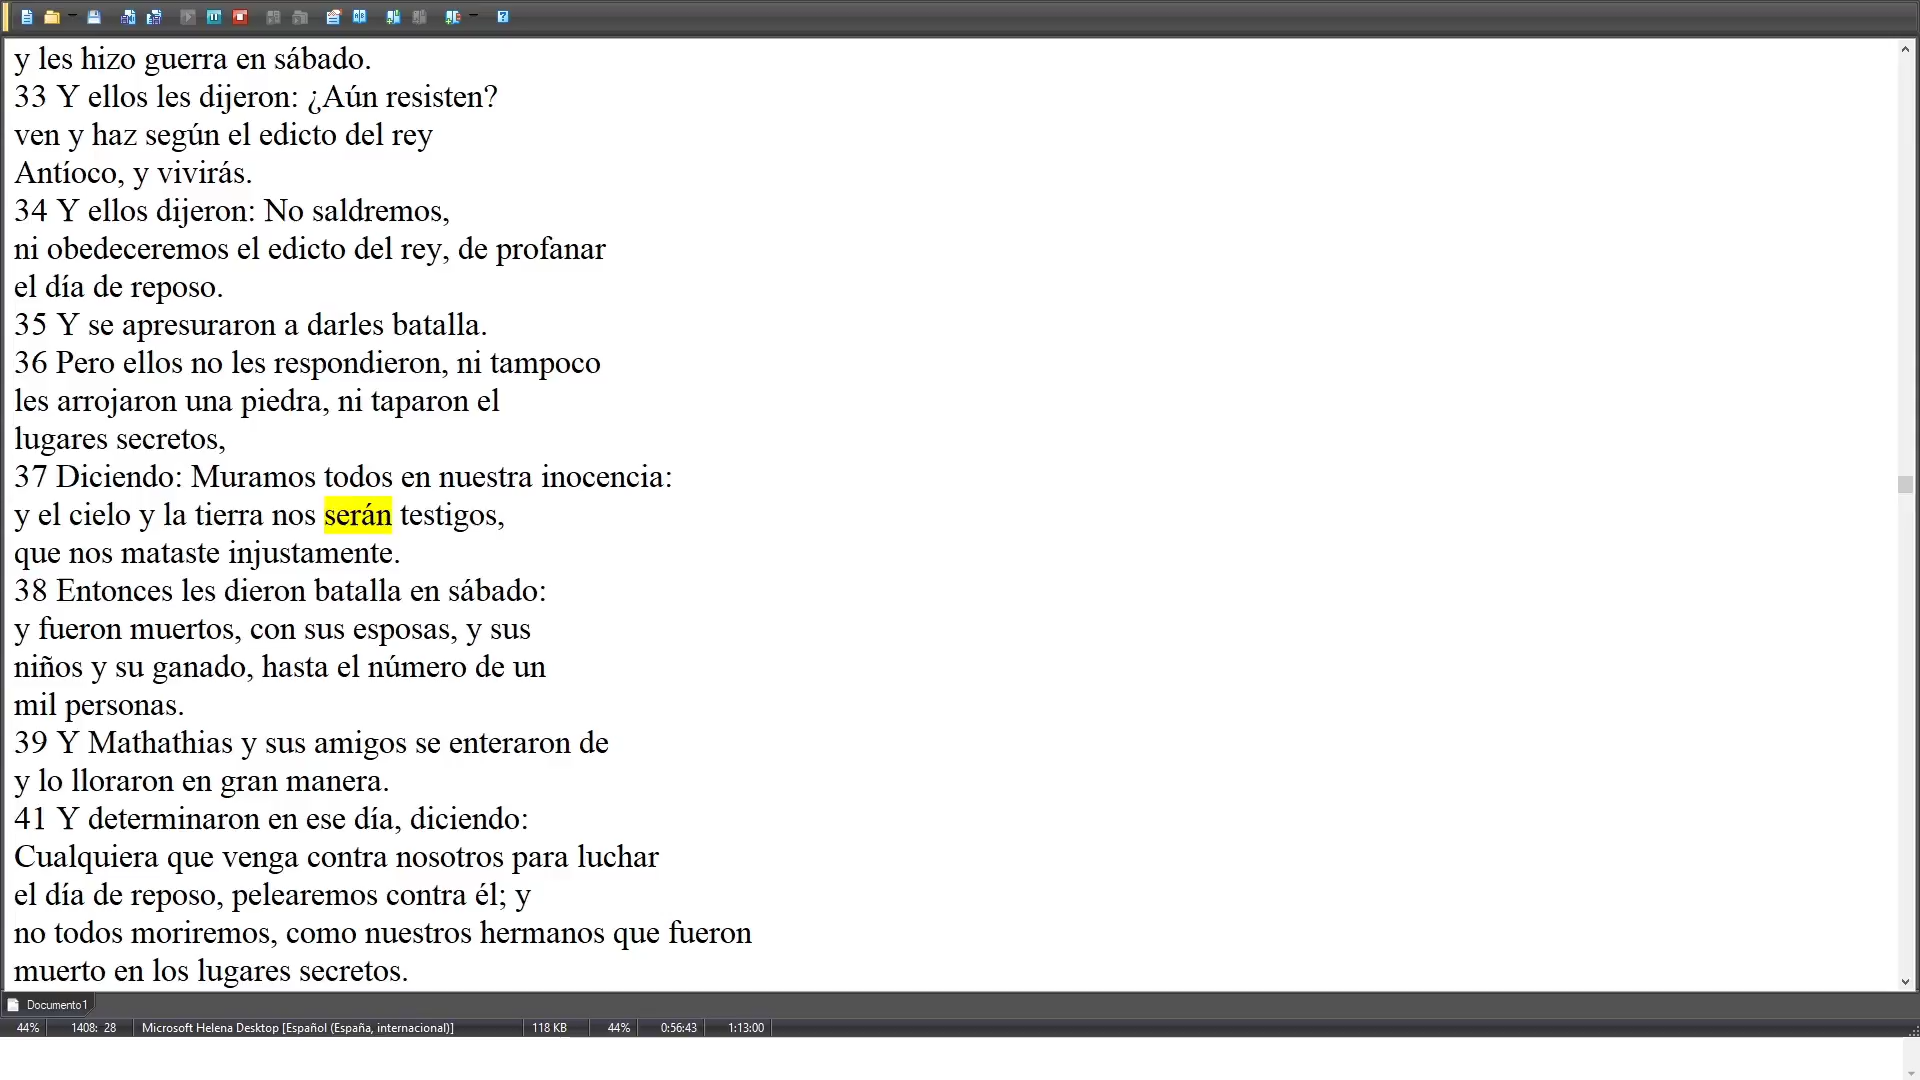 y les hizo guerra en sábado.
33 Y ellos les dijeron: ¿Aún resisten?
ven y haz según el edicto del rey
Antíoco, y vivirás.
34 Y ellos dijeron: No saldremos,
ni obedeceremos el edicto del rey, de profanar
el día de reposo.
35 Y se apresuraron a darles batalla.
36 Pero ellos no les respondieron, ni tampoco
les arrojaron una piedra, ni taparon el
lugares secretos,
37 Diciendo: Muramos todos en nuestra inocencia:
y el cielo y la tierra nos serán testigos,
que nos mataste injustamente.
38 Entonces les dieron batalla en sábado:
y fueron muertos, con sus esposas, y sus
niños y su ganado, hasta el número de un
mil personas.
39 Y Mathathias y sus amigos se enteraron de
y lo lloraron en gran manera.
41 Y determinaron en ese día, diciendo:
Cualquiera que venga contra nosotros para luchar
el día de reposo, pelearemos contra él; y
no todos moriremos, como nuestros hermanos que fueron
muerto en los lugares secretos.
Documento1
44% 1408: 28 Microsoft Helena Desktop [Español (España, internacional)] 118 KB 44% 0:56:43 1:13:00